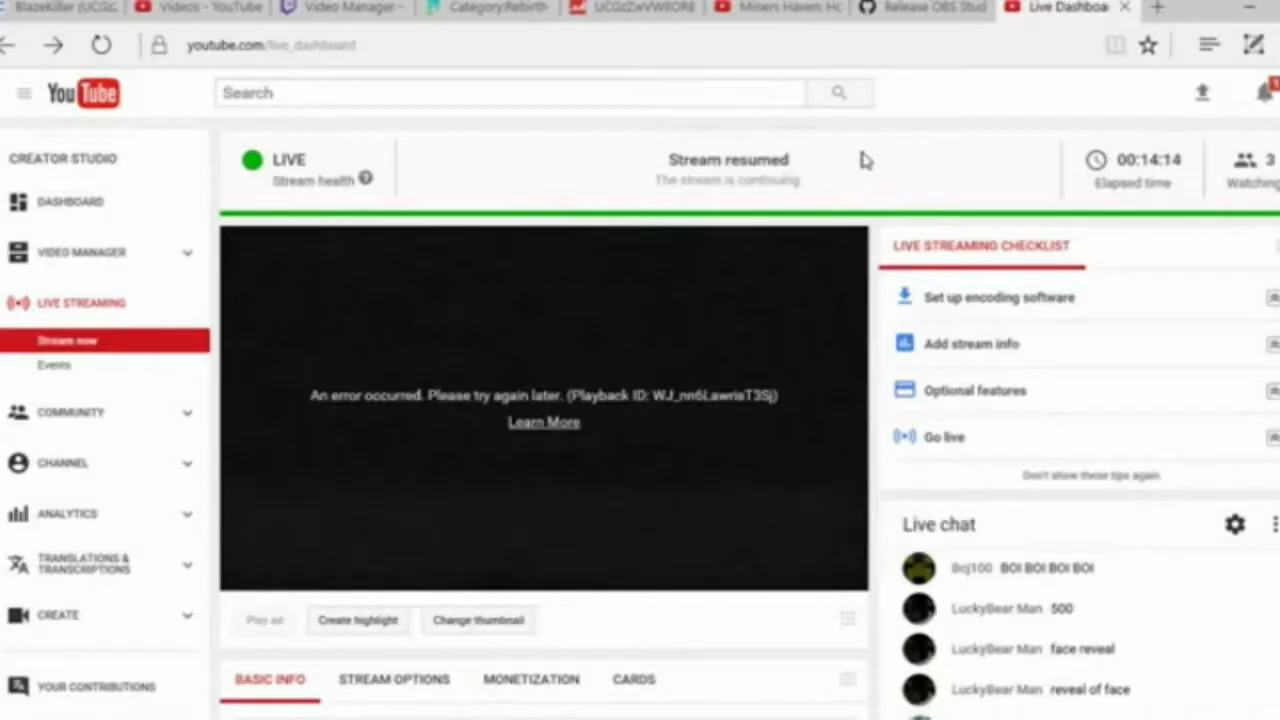 BlazeKiller (UCGz
Videos - YouTube
Video Manager -
Category:Rebirth
UCGzZwVW8ORE
Miners Haven: Ho
Release OBS Stud
Live Dashboa
youtube.com/live_dashboard
YouTube
Search
1
CREATOR STUDIO
DASHBOARD
VIDEO MANAGER
LIVE STREAMING
Stream now
Events
COMMUNITY
CHANNEL
ANALYTICS
TRANSLATIONS &
TRANSCRIPTIONS
CREATE
YOUR CONTRIBUTIONS
LIVE
Stream health
Stream resumed
The stream is continuing.
00:14:14
Elapsed time
3
Watching
An error occurred. Please try again later. (Playback ID: WJ_nn6LawrisT3Sj)
Learn More
Play ad
Create highlight
Change thumbnail
BASIC INFO
STREAM OPTIONS
MONETIZATION
CARDS
LIVE STREAMING CHECKLIST
Set up encoding software
Add stream info
Optional features
Go live
Don't show these tips again
Live chat
Boj100 BOI BOI BOI BOI
LuckyBear Man 500
LuckyBear Man face reveal
LuckyBear Man reveal of face